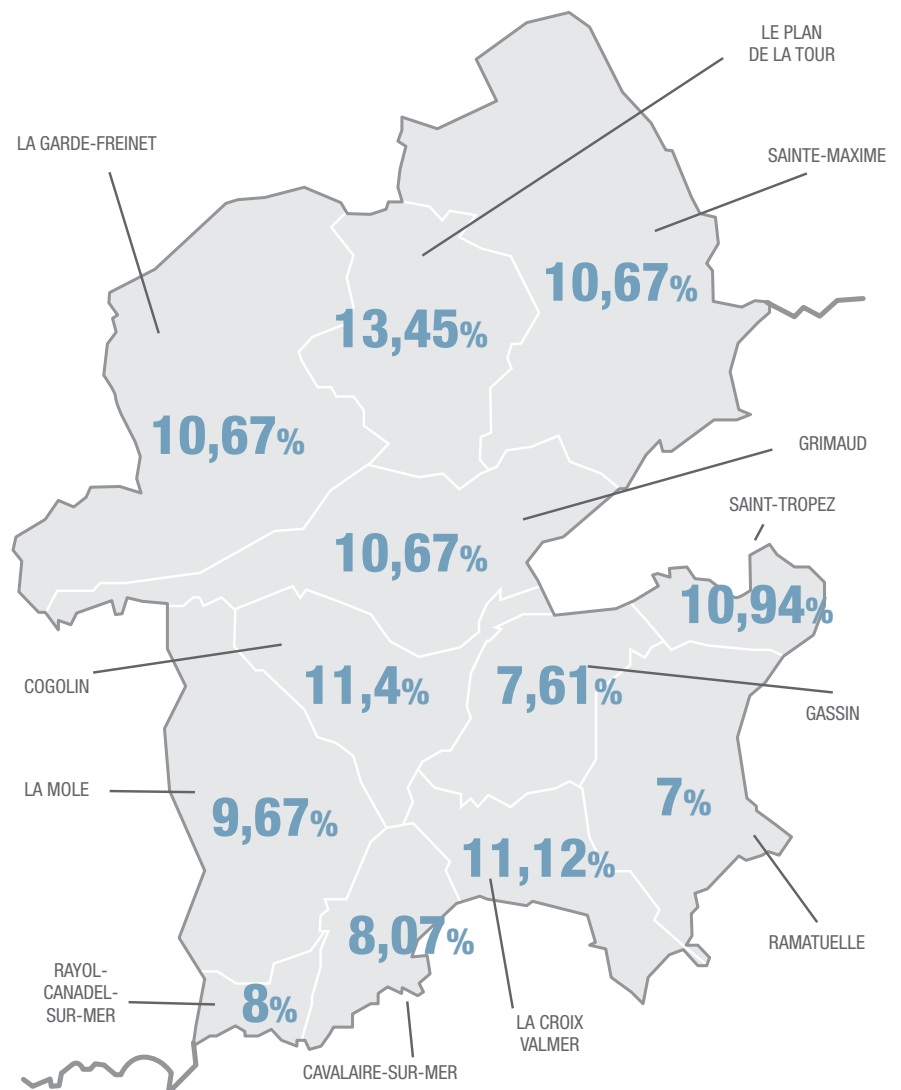 LE PLAN
DE LA TOUR
LA GARDE-FREINET
SAINTE-MAXIME
10,67%
13,45%
10,67%
GRIMAUD
SAINT-TROPEZ
10,67%
10,94%
COGOLIN
11,4%
7,61%
GASSIN
LA MOLE
9,67%
7%
11,12%
8,07%
RAMATUELLE
RAYOL-
CANADEL-
SUR-MER
8%
LA CROIX
VALMER
CAVALAIRE-SUR-MER